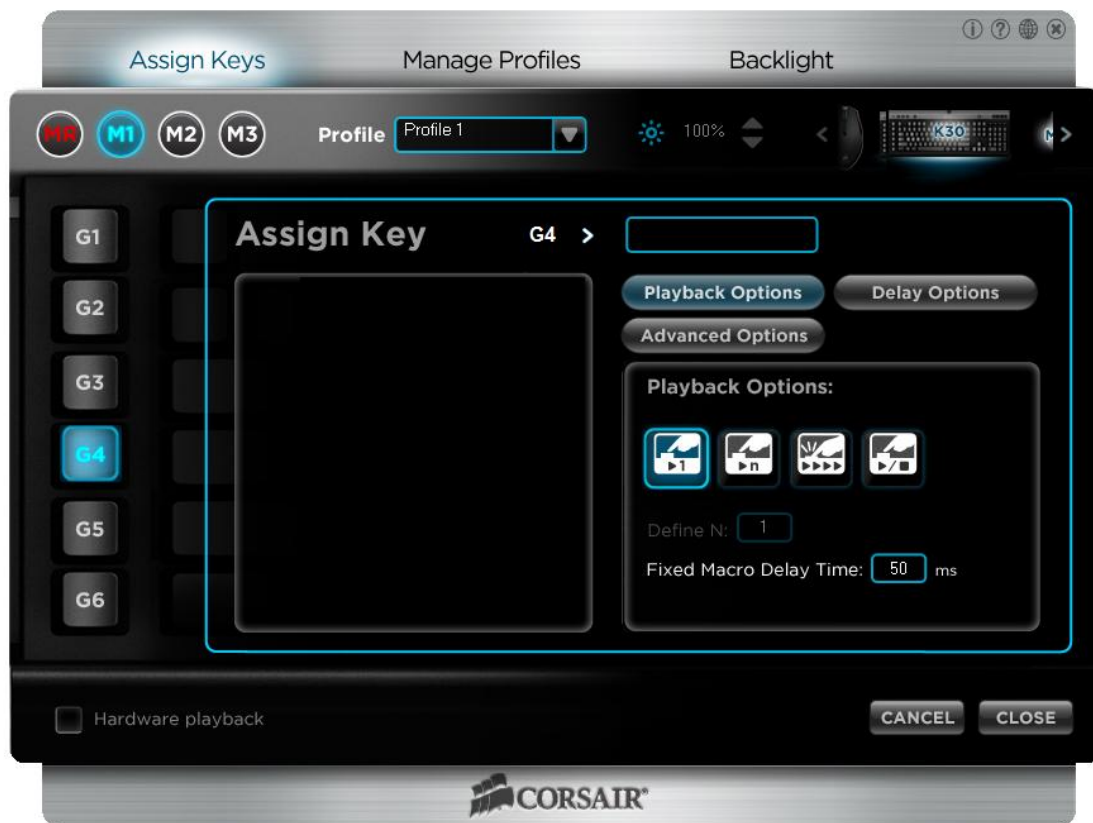 Assign Keys Manage Profiles Backlight
MR M1 M2 M3 Profile Profile 1 100% K30
G1
G2
G3
G4
G5
G6
Assign Key G4 >
Playback Options Delay Options
Advanced Options
Playback Options:
1 n
Define N: 1
Fixed Macro Delay Time: 50 ms
Hardware playback
CANCEL CLOSE
CORSAIR